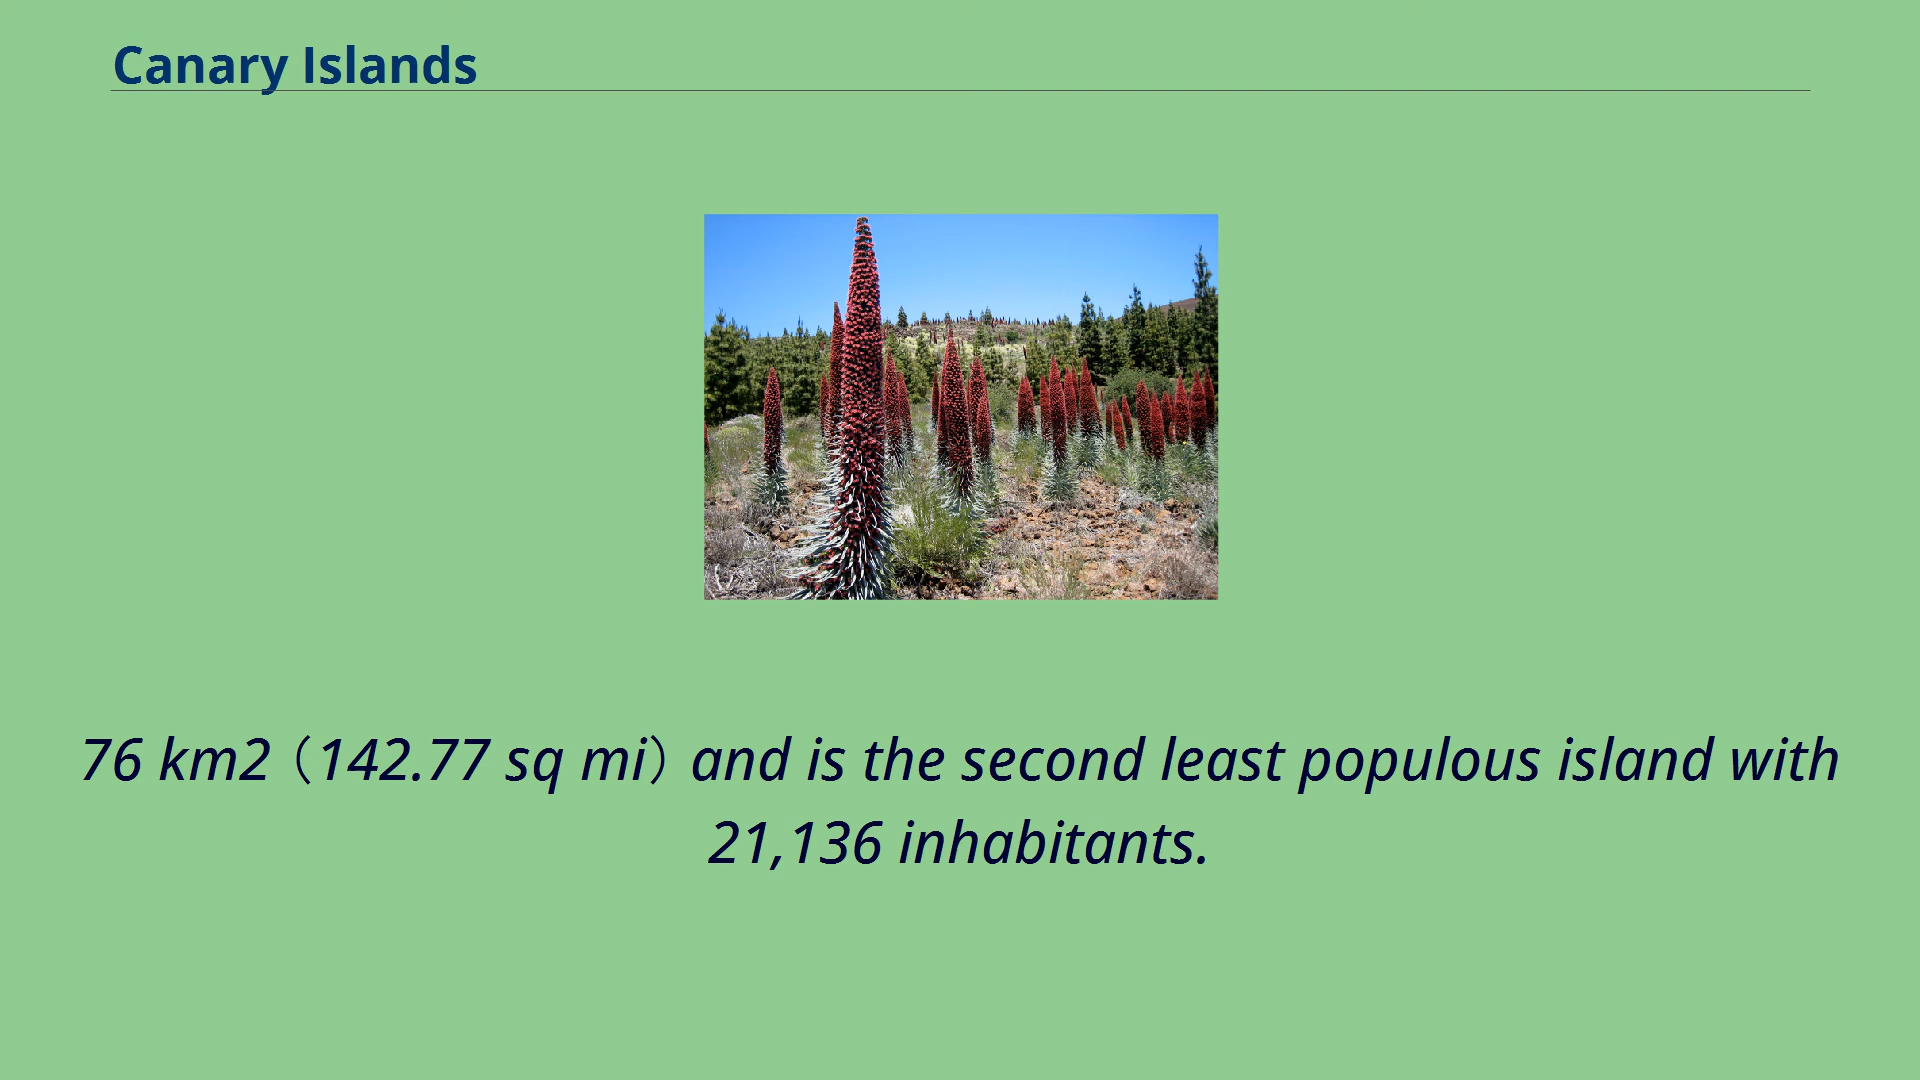 Canary Islands
76 km2（142.77 sq mi）and is the second least populous island with
21,136 inhabitants.